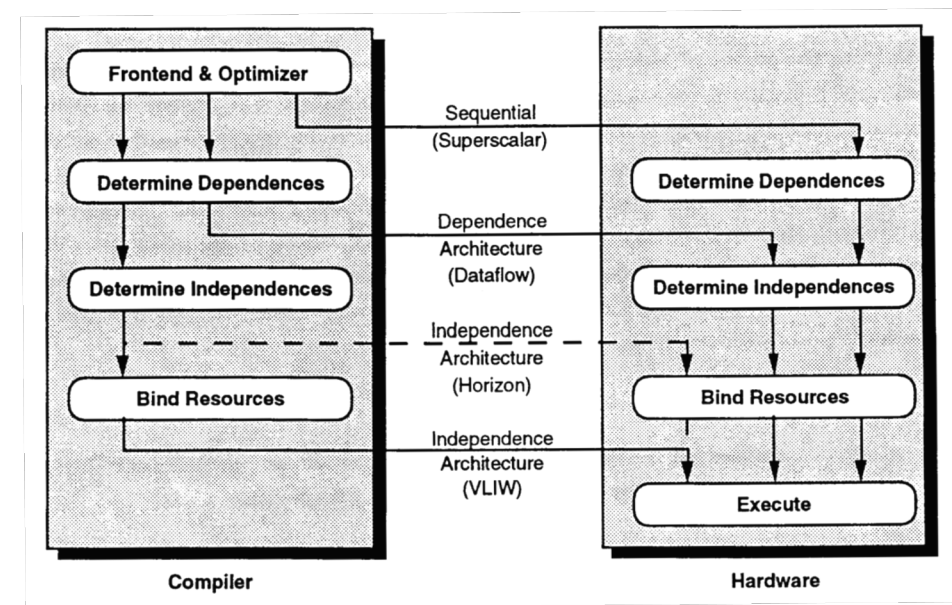 Frontend & Optimizer
Sequential
(Superscalar)
Determine Dependences
Determine Dependences
Dependence
Architecture
(Dataflow)
Determine Independences
Determine Independences
Independence
Architecture
(Horizon)
Bind Resources
Bind Resources
Independence
Architecture
(VLIW)
Execute
Compiler
Hardware